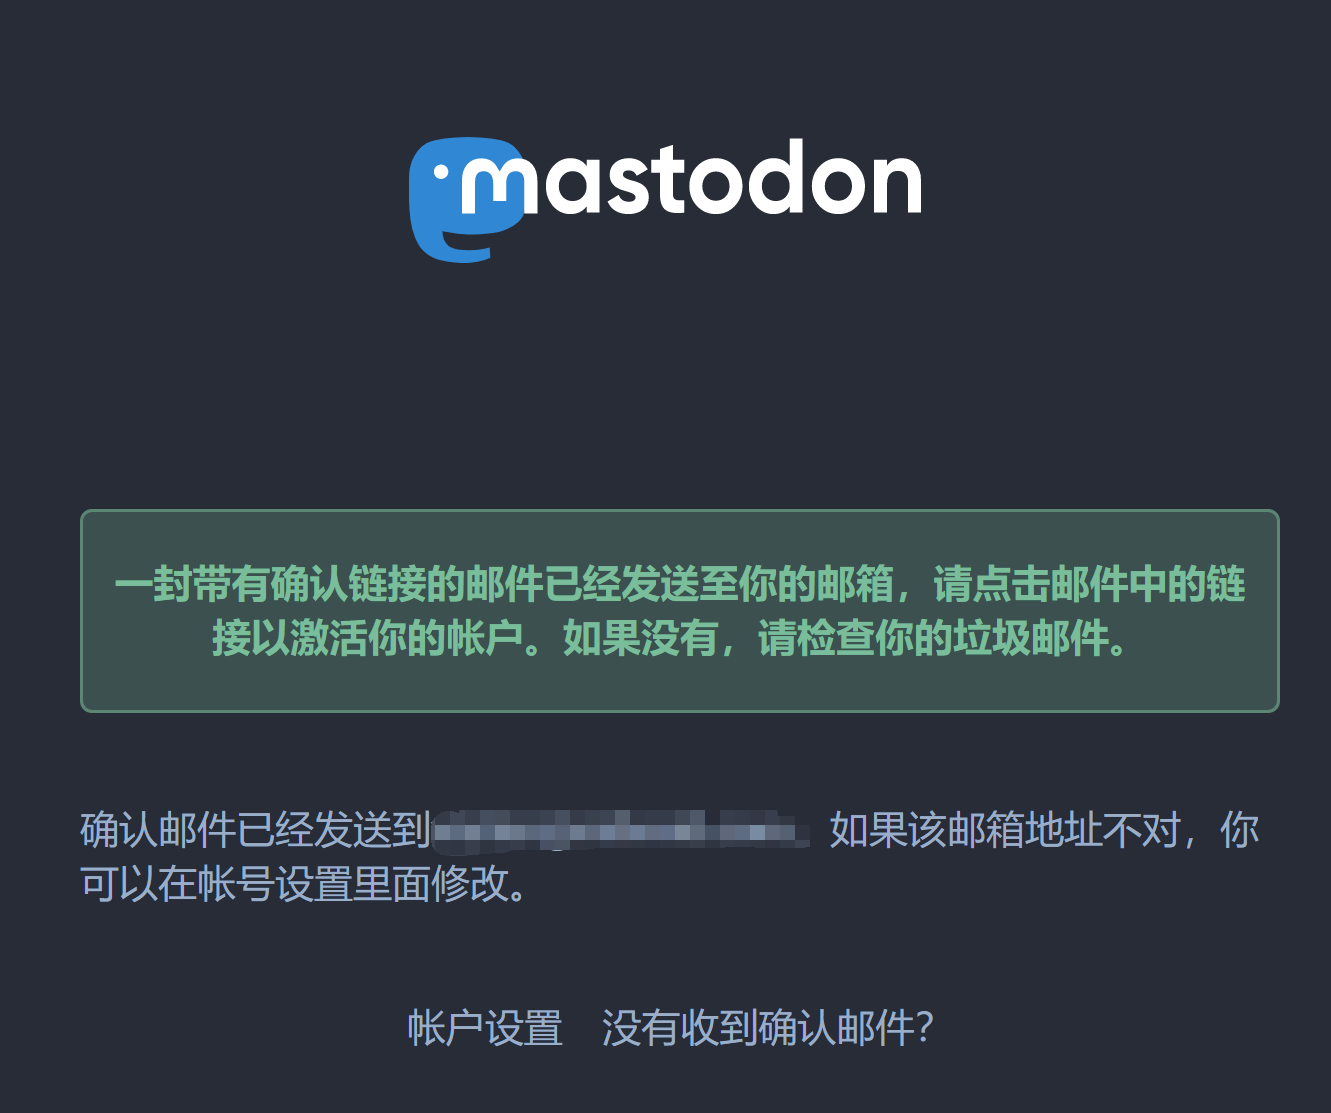 mastodon
一封带有确认链接的邮件已经发送至你的邮箱，请点击邮件中的链
接以激活你的帐户。如果没有，请检查你的垃圾邮件。
确认邮件已经发送到 如果该邮箱地址不对，你
可以在帐号设置里面修改。
帐户设置 没有收到确认邮件？